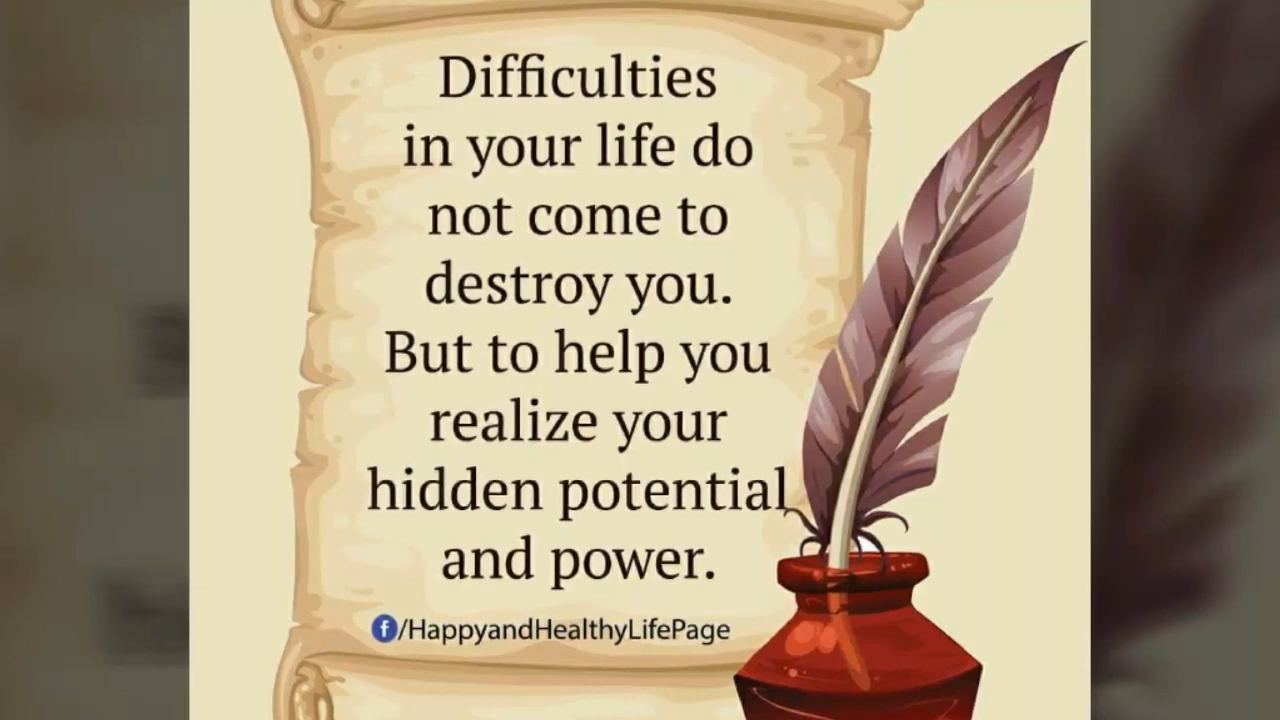 Difficulties
in your life do
not come to
destroy you.
But to help you
realize your
hidden potential
and power.
f/HappyandHealthyLifePage